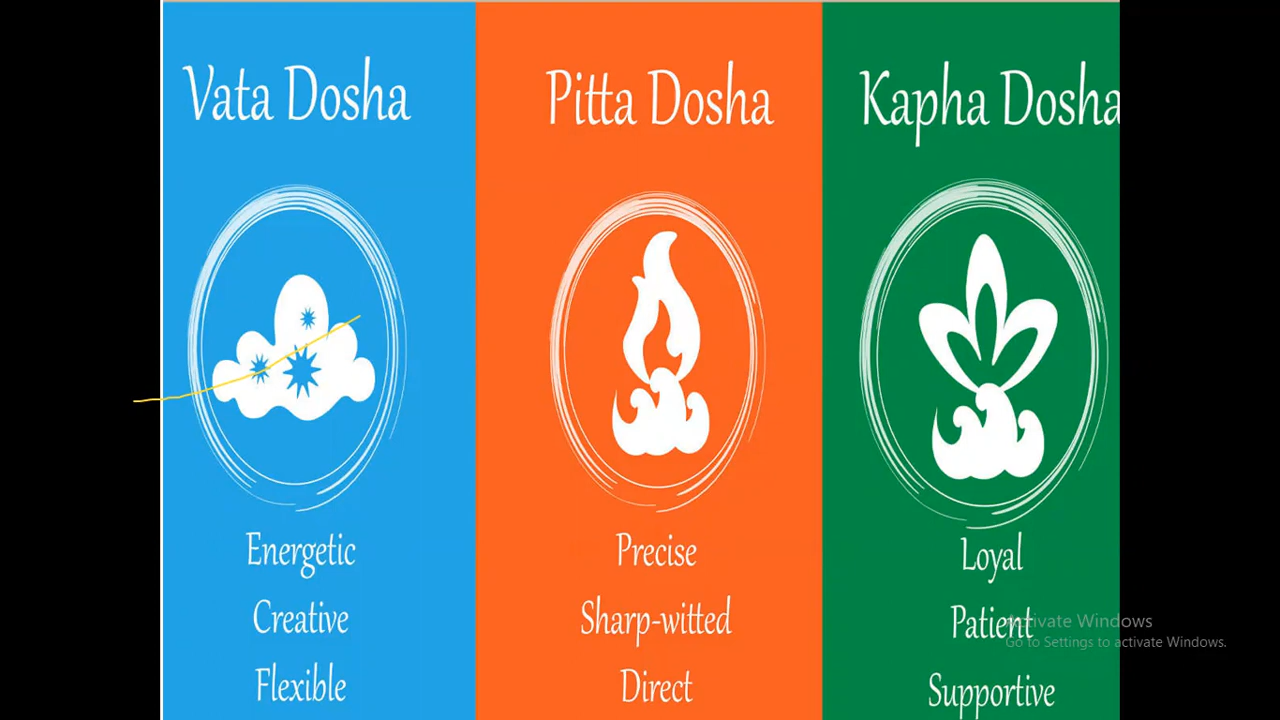 Vata Dosha
Energetic
Creative
Flexible
Pitta Dosha
Precise
Sharp-witted
Direct
Kapha Dosha
Loyal
Patient
Supportive
Activate Windows
Go to Settings to activate Windows.